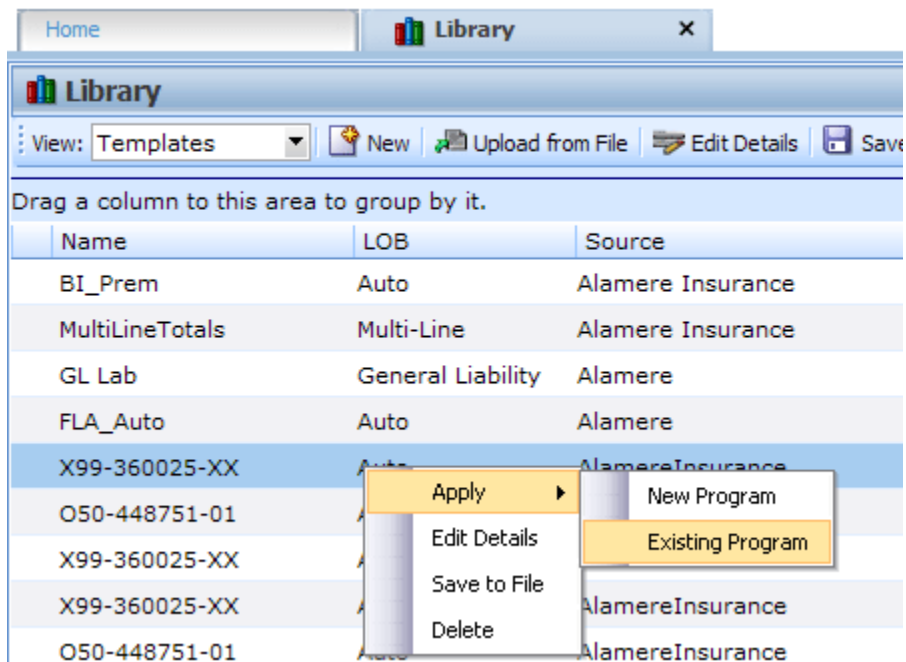 Home Library ×
Library
View: Templates New Upload from File Edit Details Save
Drag a column to this area to group by it.
Name LOB Source
BI_Prem Auto Alamere Insurance
MultiLineTotals Multi-Line Alamere Insurance
GL Lab General Liability Alamere
FLA_Auto Auto Alamere
X99-360025-XX Auto AlamereInsurance
Apply New Program
O50-448751-01
Edit Details Existing Program
X99-360025-XX
Save to File
X99-360025-XX AlamereInsurance
Delete
O50-448751-01 AlamereInsurance